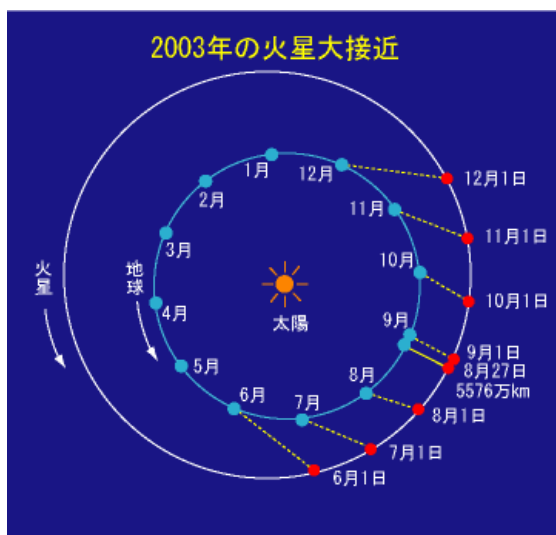 2003年の火星大接近
1月
12月
12月1日
2月
11月
11月1日
3月
火星
地球
10月
10月1日
太陽
4月
9月
9月1日
8月27日
5576万km
5月
8月
8月1日
6月
7月
7月1日
6月1日